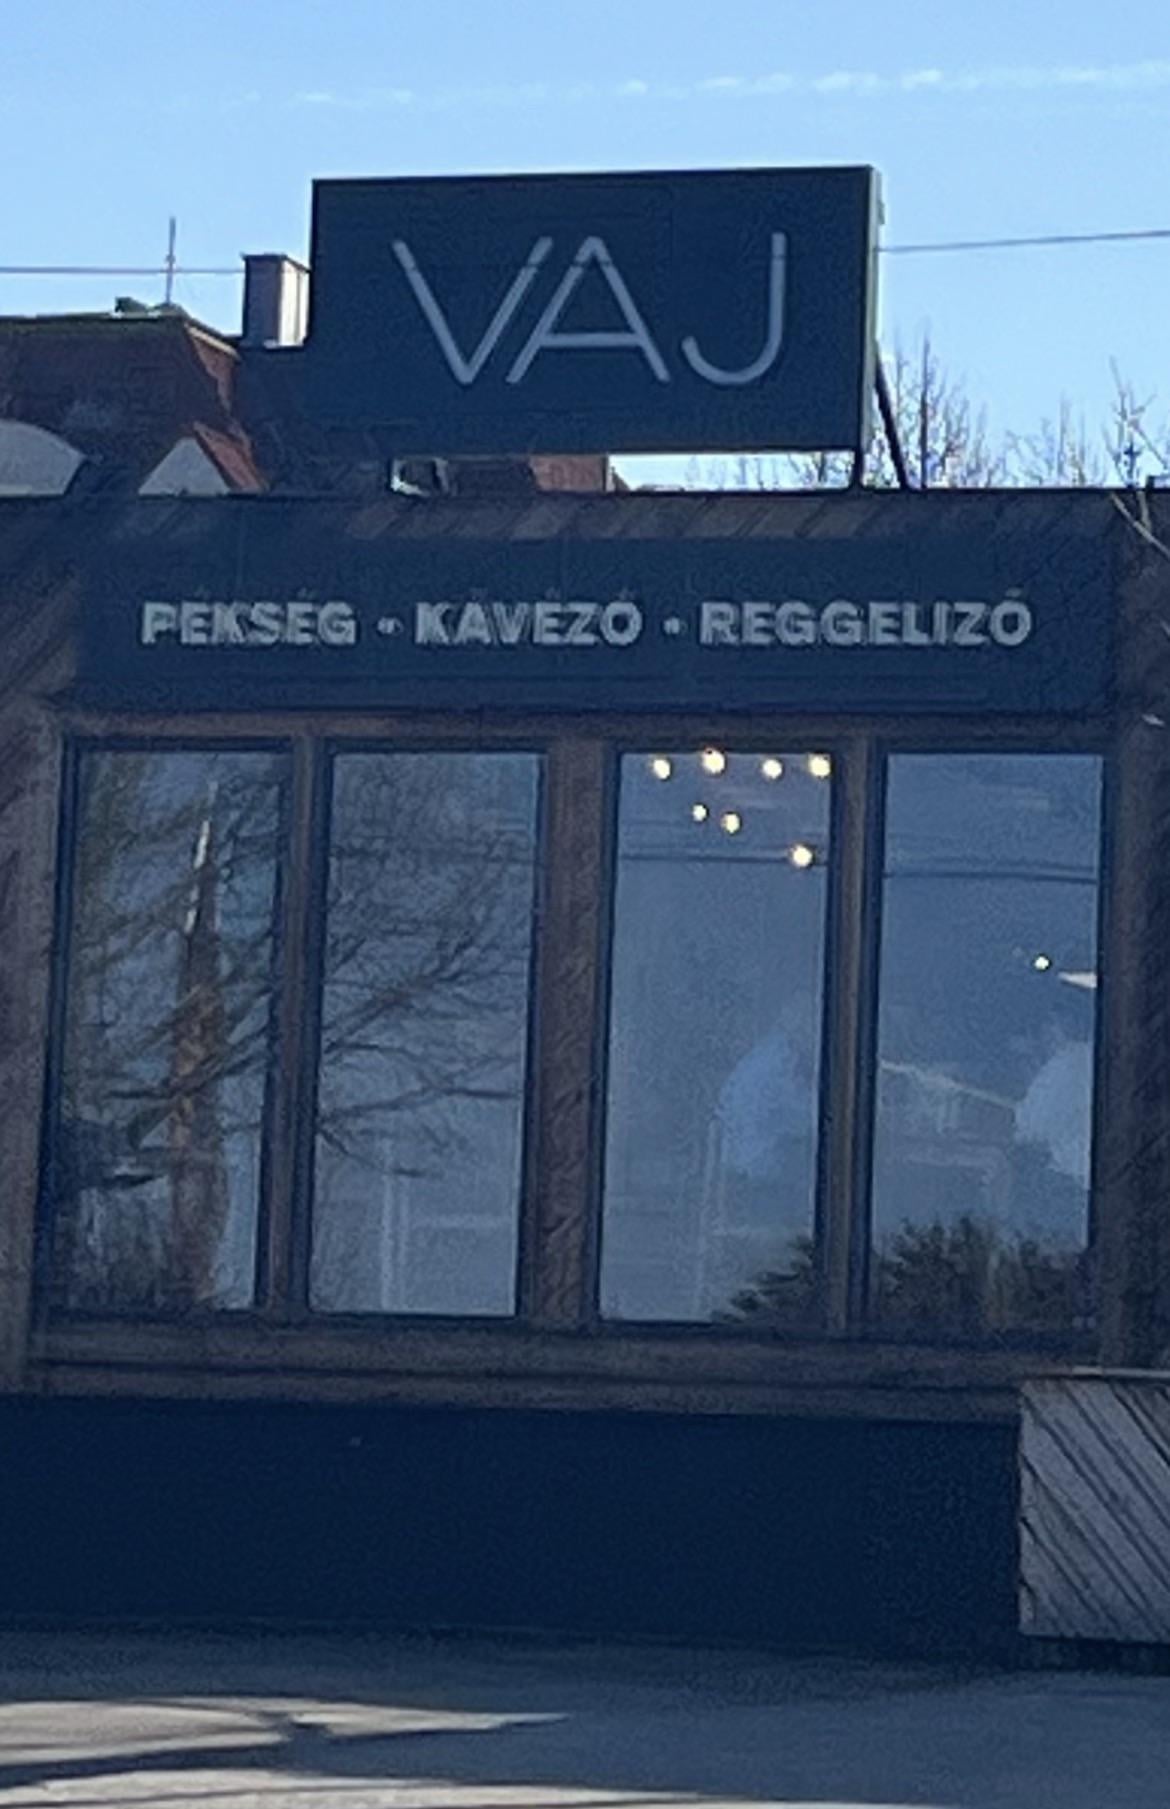 VAJ
PÉKSÉG • KÁVÉZÓ • REGGELIZŐ